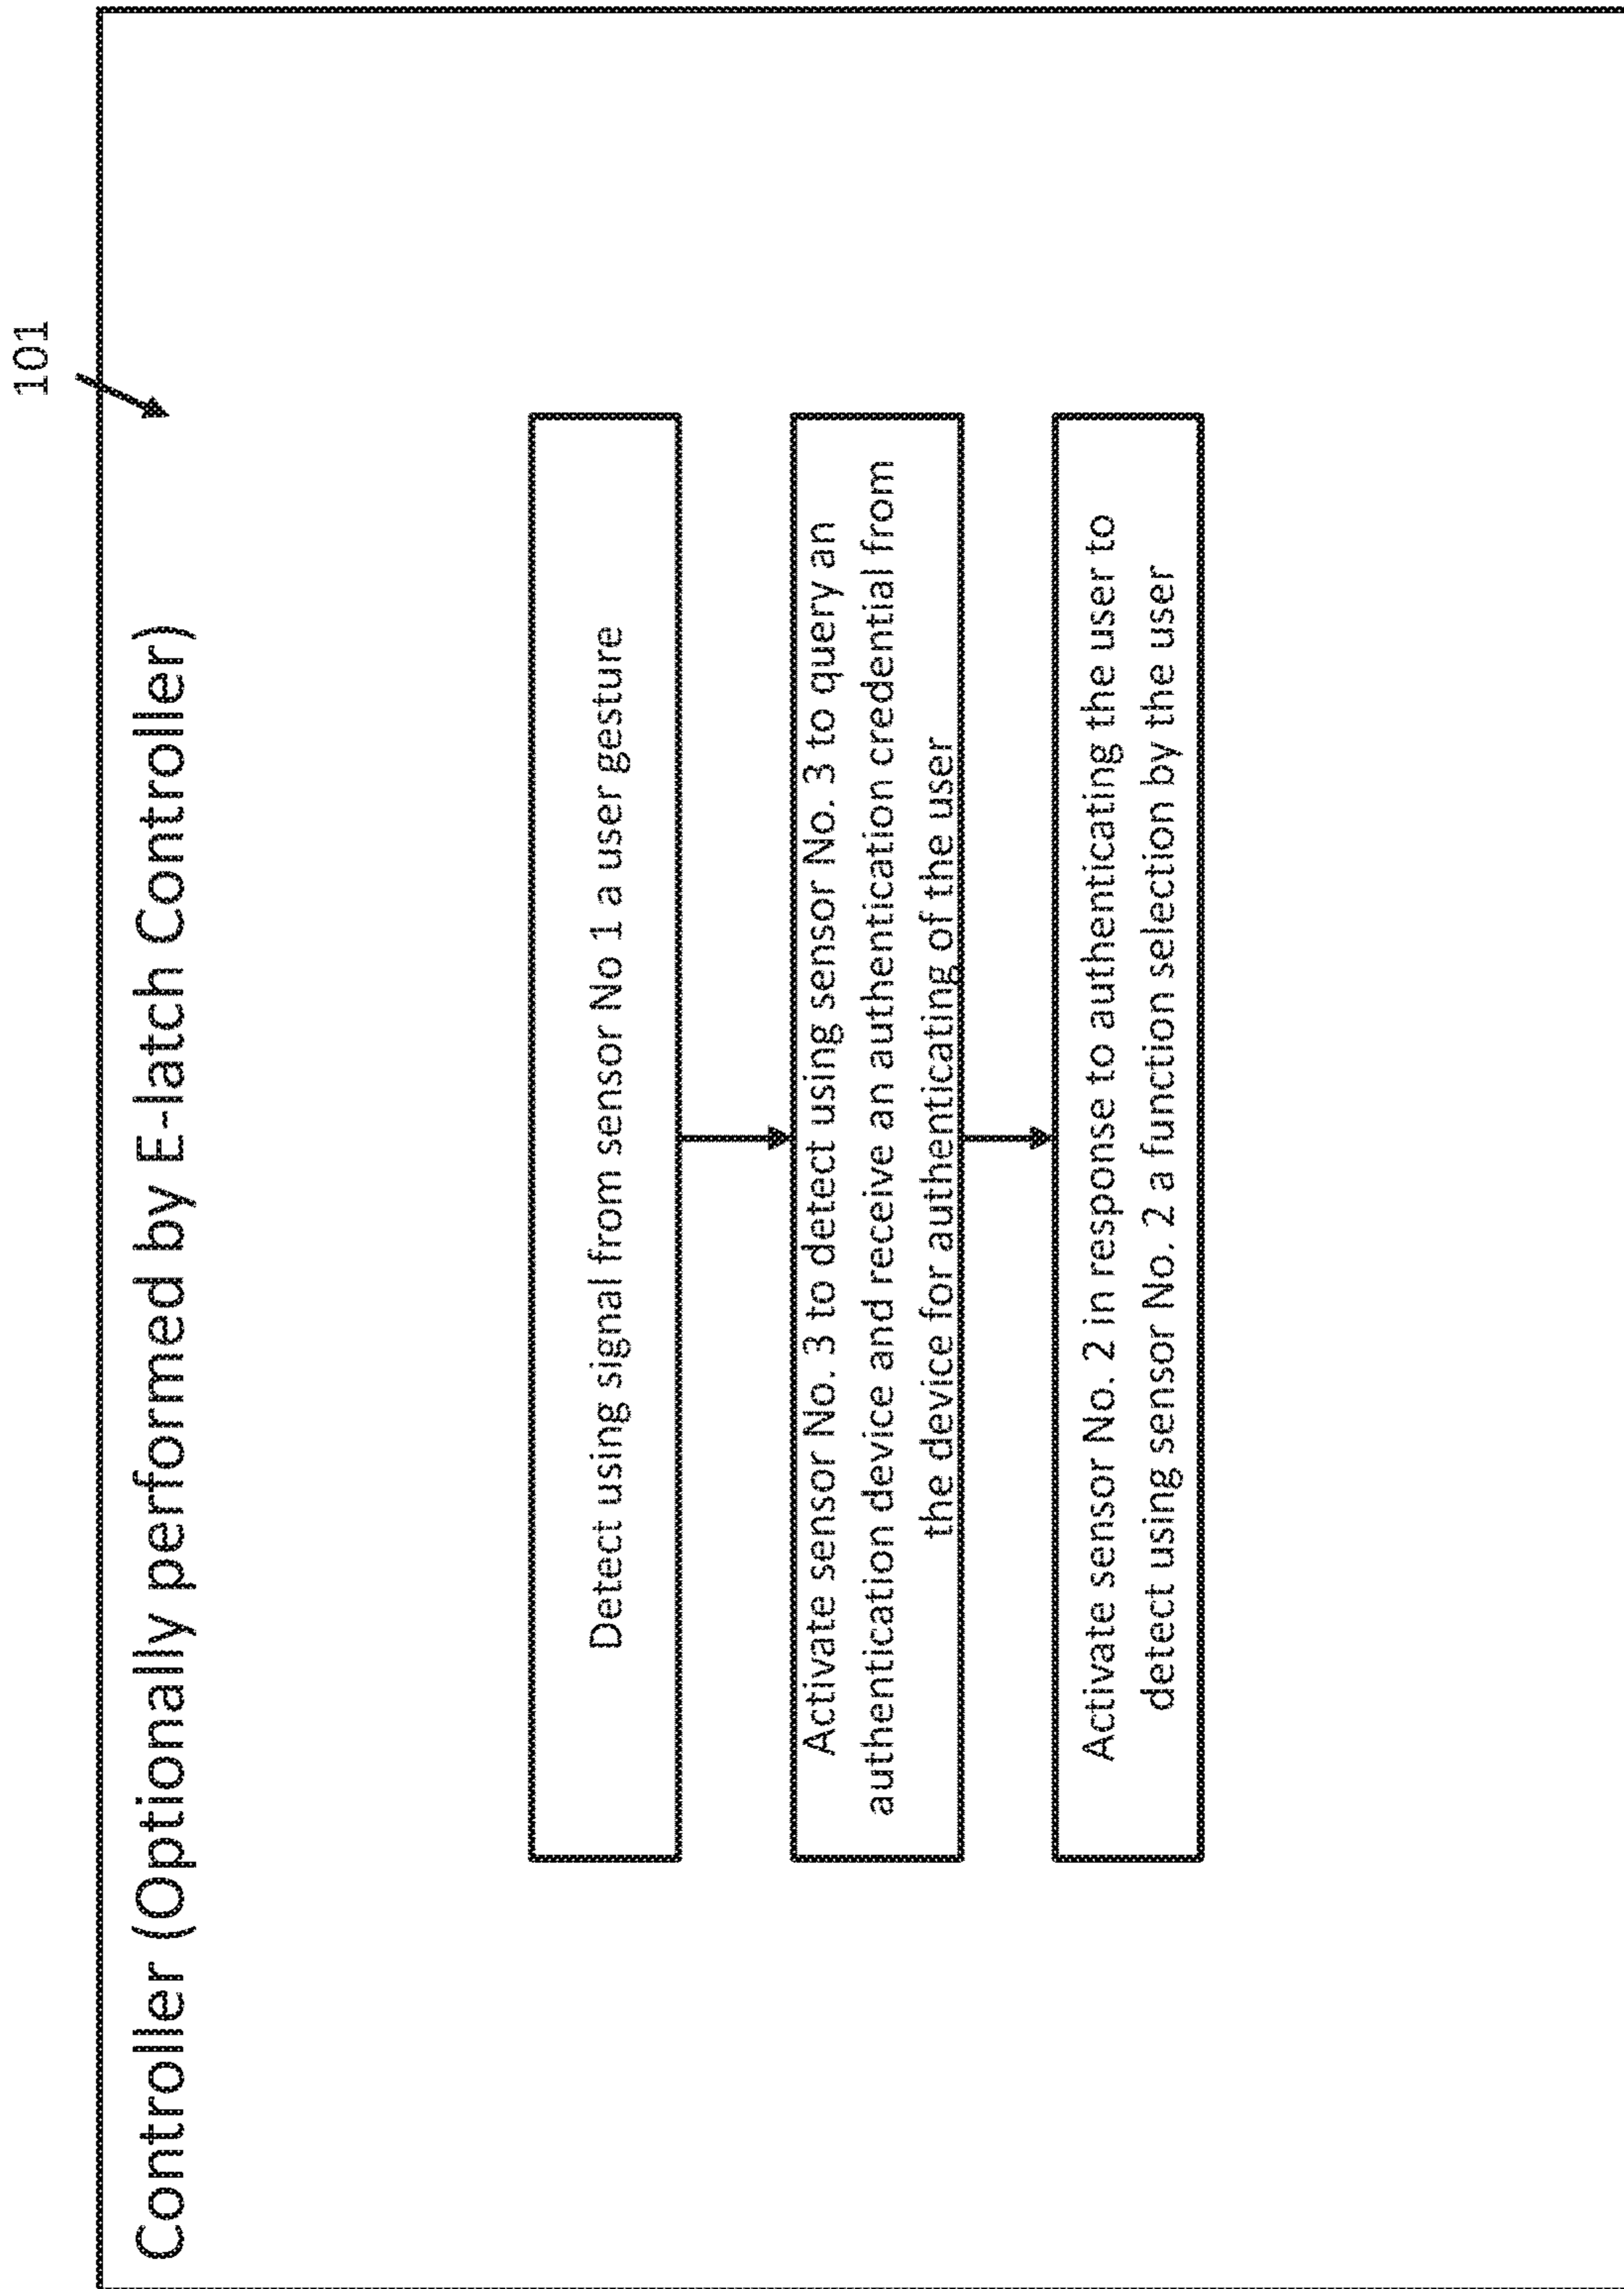 101
Controller (Optionally performed by E-latch Controller)
Detect using signal from sensor No 1 a user gesture
Activate sensor No. 3 to detect using sensor No. 3 to query an
authentication device and receive an authentication credential from
the device for authenticating of the user
Activate sensor No. 2 in response to authenticating the user to
detect using sensor No. 2 a function selection by the user